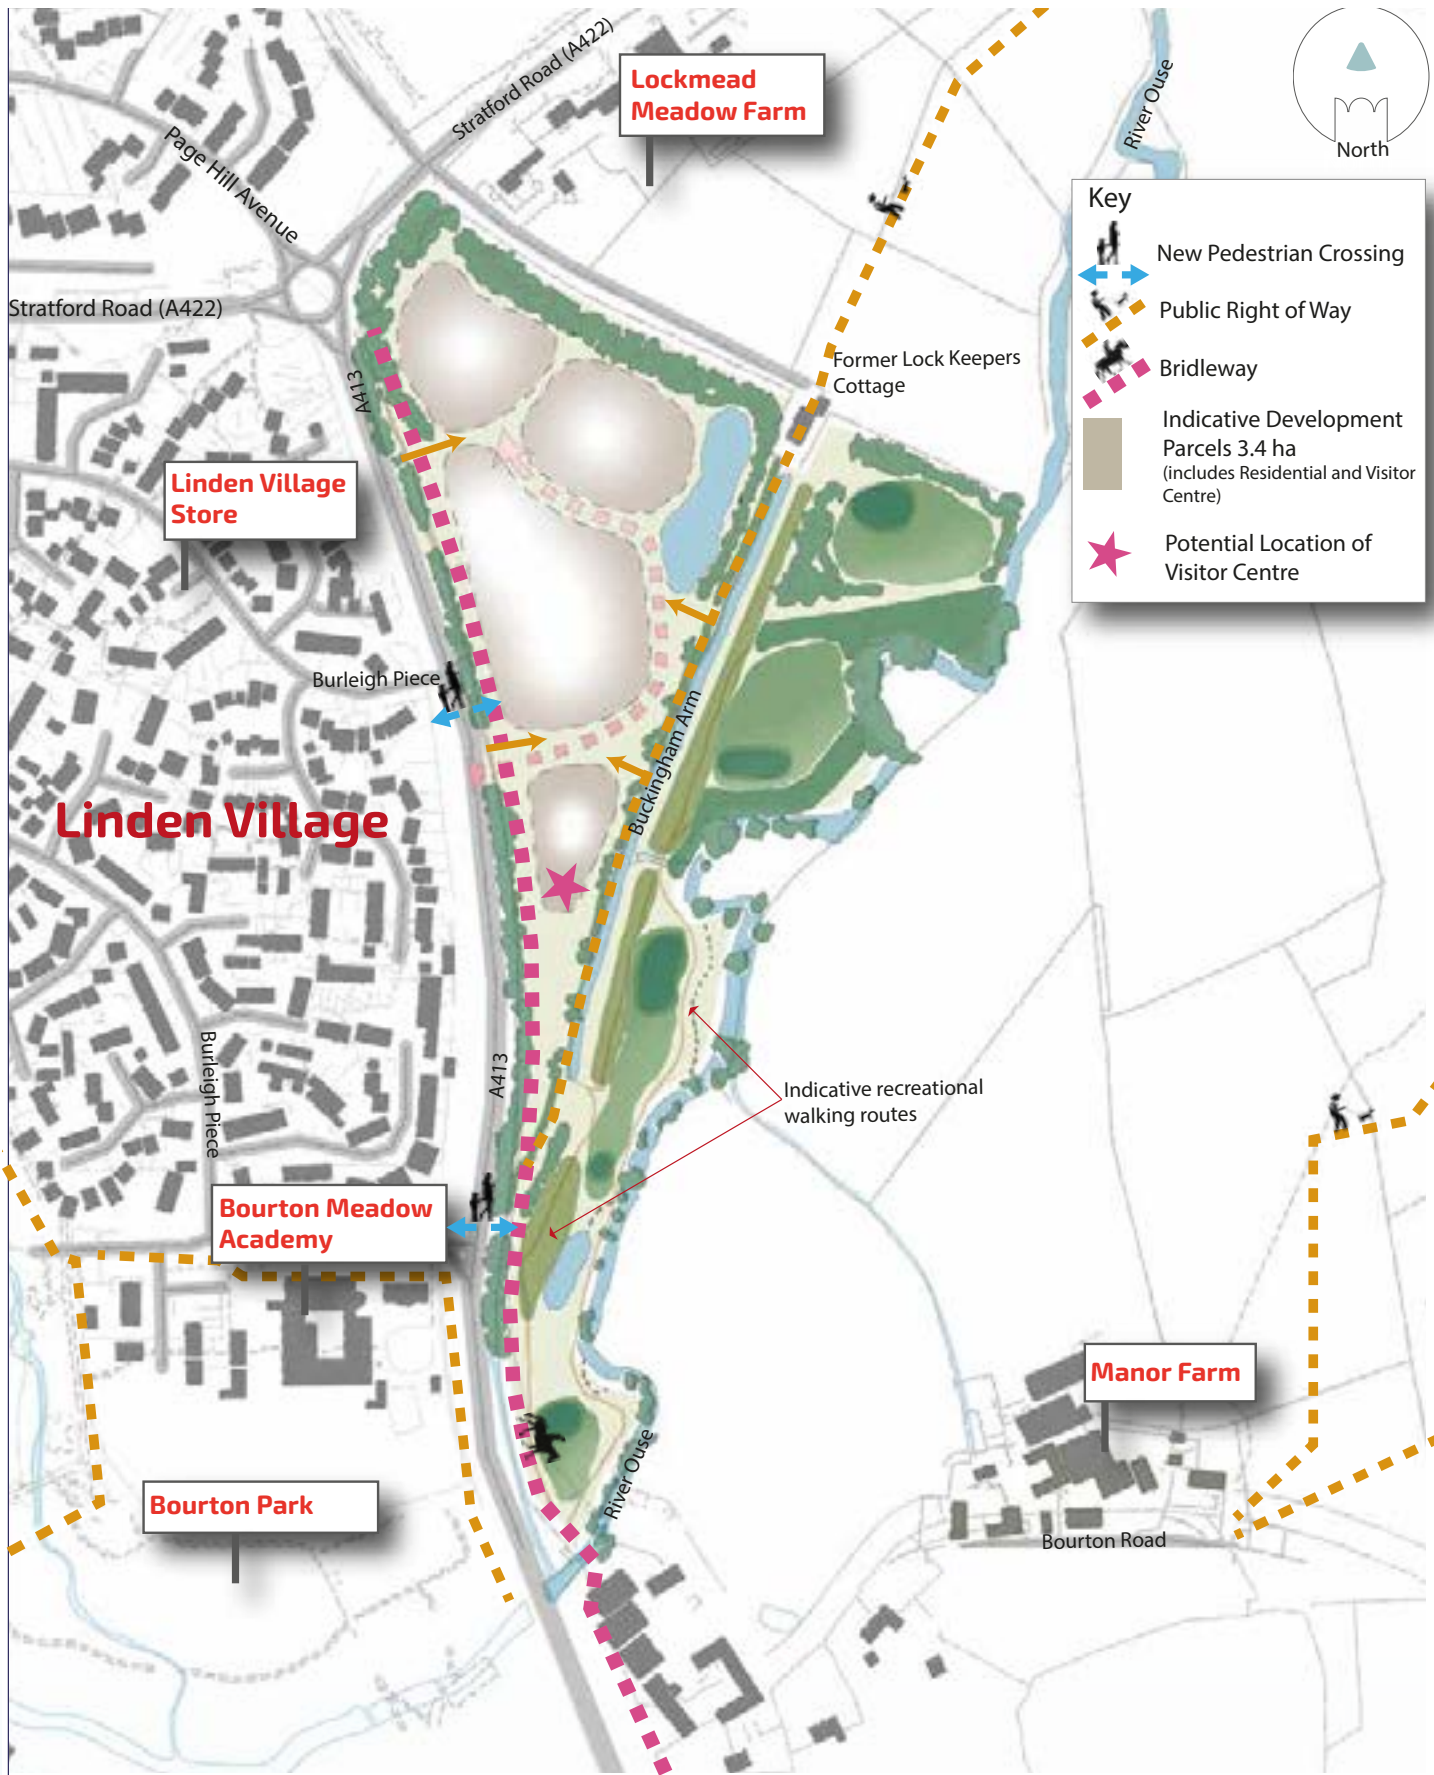 Stratford Road (A422)
Lockmead
Meadow Farm
River Ouse
North
Page Hill Avenue
Key
New Pedestrian Crossing
Public Right of Way
Bridleway
Indicative Development
Parcels 3.4 ha
(includes Residential and Visitor
Centre)
Potential Location of
Visitor Centre
Stratford Road (A422)
A413
Former Lock Keepers
Cottage
Linden Village
Store
Burleigh Piece
Buckingham Arm
Linden Village
Burleigh Piece
A413
Indicative recreational
walking routes
Bourton Meadow
Academy
Manor Farm
Bourton Park
River Ouse
Bourton Road